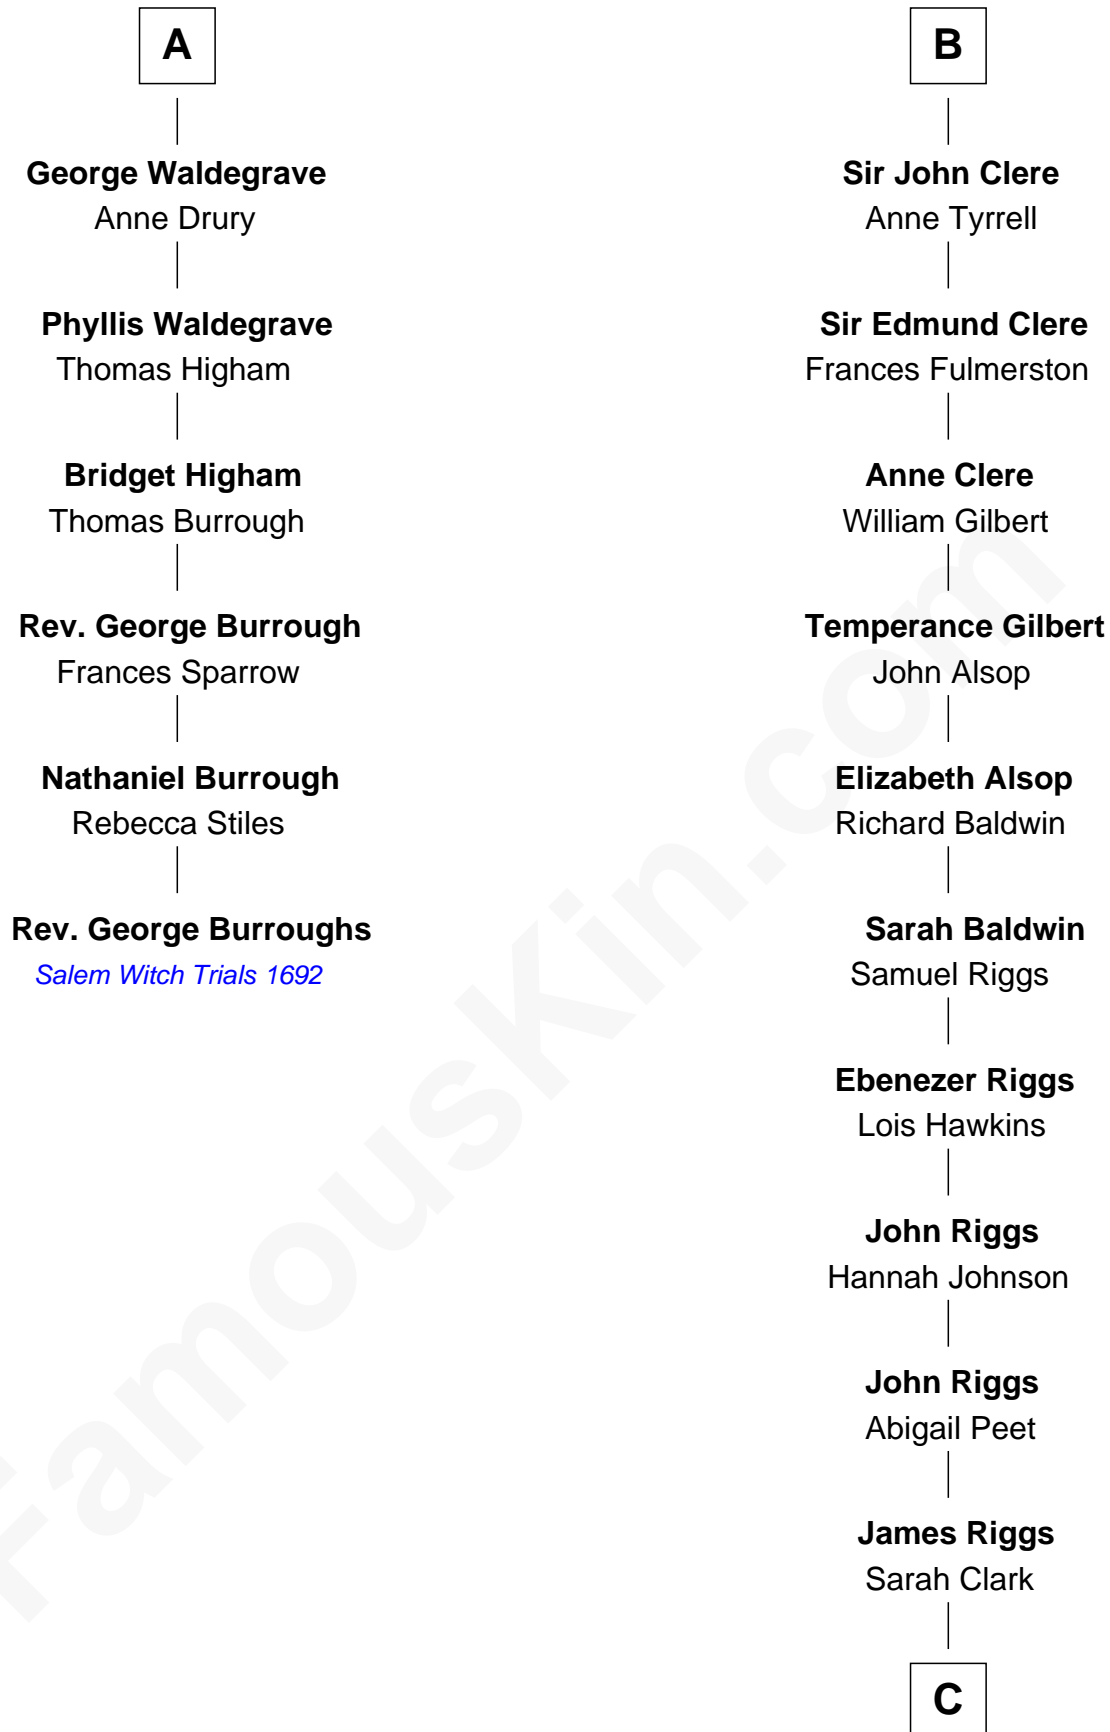 A
George Waldegrave
Anne Drury
Phyllis Waldegrave
Thomas Higham
Bridget Higham
Thomas Burrough
Rev. George Burrough
Frances Sparrow
Nathaniel Burrough
Rebecca Stiles
Rev. George Burroughs
Salem Witch Trials 1692
B
Sir John Clere
Anne Tyrrell
Sir Edmund Clere
Frances Fulmerston
Anne Clere
William Gilbert
Temperance Gilbert
John Alsop
Elizabeth Alsop
Richard Baldwin
Sarah Baldwin
Samuel Riggs
Ebenezer Riggs
Lois Hawkins
John Riggs
Hannah Johnson
John Riggs
Abigail Peet
James Riggs
Sarah Clark
C
FamousKin.com